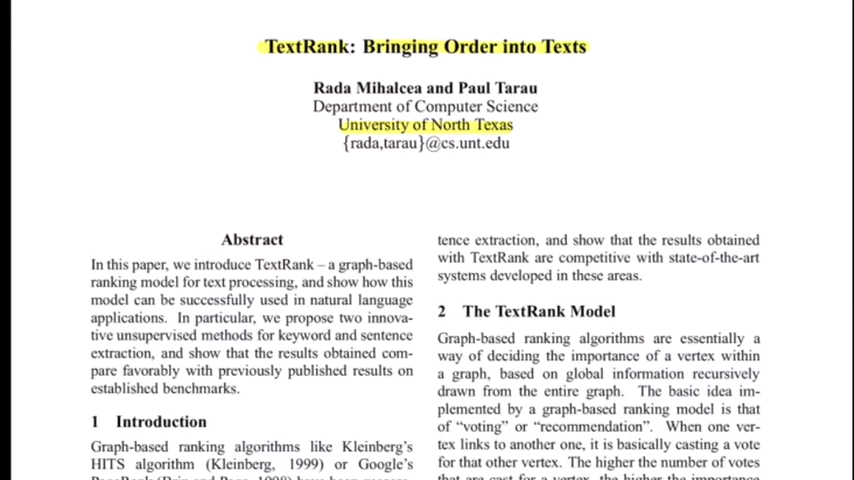 TextRank: Bringing Order into Texts
Rada Mihalcea and Paul Tarau
Department of Computer Science
University of North Texas
{rada,tarau}@cs.unt.edu
Abstract
In this paper, we introduce TextRank – a graph-based
ranking model for text processing, and show how this
model can be successfully used in natural language
applications. In particular, we propose two innova-
tive unsupervised methods for keyword and sentence
extraction, and show that the results obtained com-
pare favorably with previously published results on
established benchmarks.
1 Introduction
Graph-based ranking algorithms like Kleinberg's
HITS algorithm (Kleinberg, 1999) or Google's
tence extraction, and show that the results obtained
with TextRank are competitive with state-of-the-art
systems developed in these areas.
2 The TextRank Model
Graph-based ranking algorithms are essentially a
way of deciding the importance of a vertex within
a graph, based on global information recursively
drawn from the entire graph. The basic idea im-
plemented by a graph-based ranking model is that
of “voting” or “recommendation”. When one ver-
tex links to another one, it is basically casting a vote
for that other vertex. The higher the number of votes